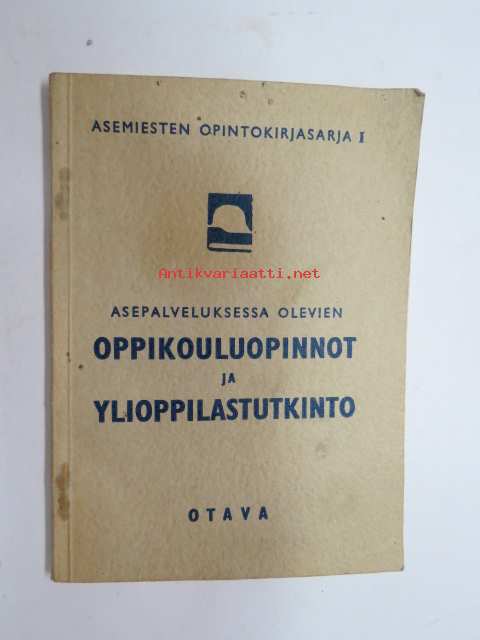 ASEMIESTEN OPINTOKIRJASARJA I
Antikvariaatti.net
ASEPALVELUKSESSA OLEVIEN
OPPIKOULUOPINNOT
JA
YLIOPPILASTUTKINTO
OTAVA